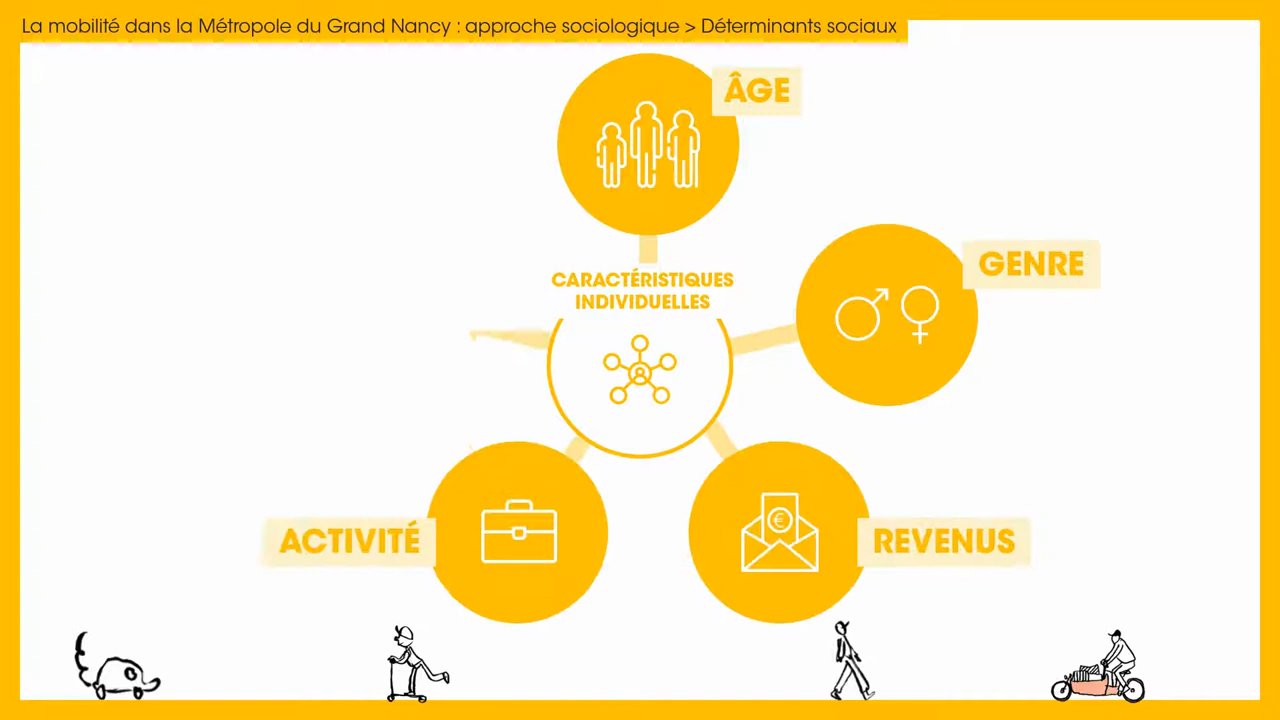 La mobilité dans la Métropole du Grand Nancy : approche sociologique > Déterminants sociaux
ÂGE
GENRE
CARACTÉRISTIQUES
INDIVIDUELLES
ACTIVITÉ
REVENUS
€